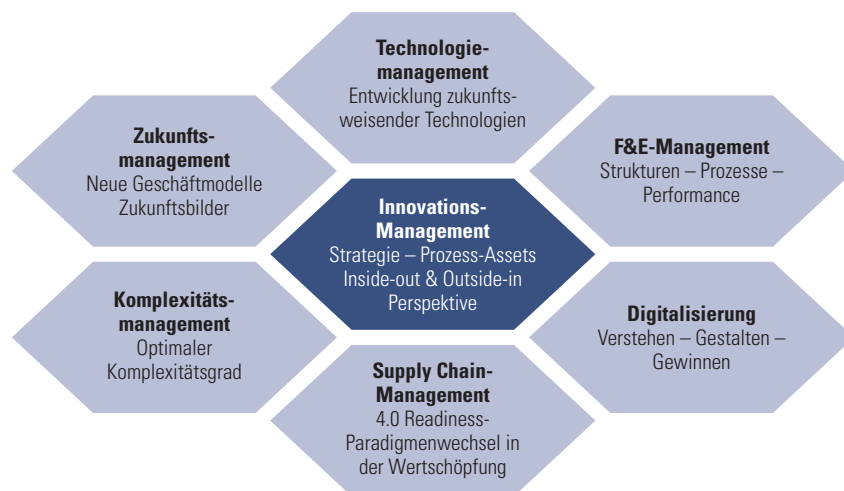 Technologie-
management
Entwicklung zukunfts-
weisender Technologien
Zukunfts-
management
Neue Geschäftmodelle
Zukunftsbilder
F&E-Management
Strukturen – Prozesse –
Performance
Innovations-
Management
Strategie – Prozess-Assets
Inside-out & Outside-in
Perspektive
Komplexitäts-
management
Optimaler
Komplexitätsgrad
Digitalisierung
Verstehen – Gestalten –
Gewinnen
Supply Chain-
Management
4.0 Readiness-
Paradigmenwechsel in
der Wertschöpfung